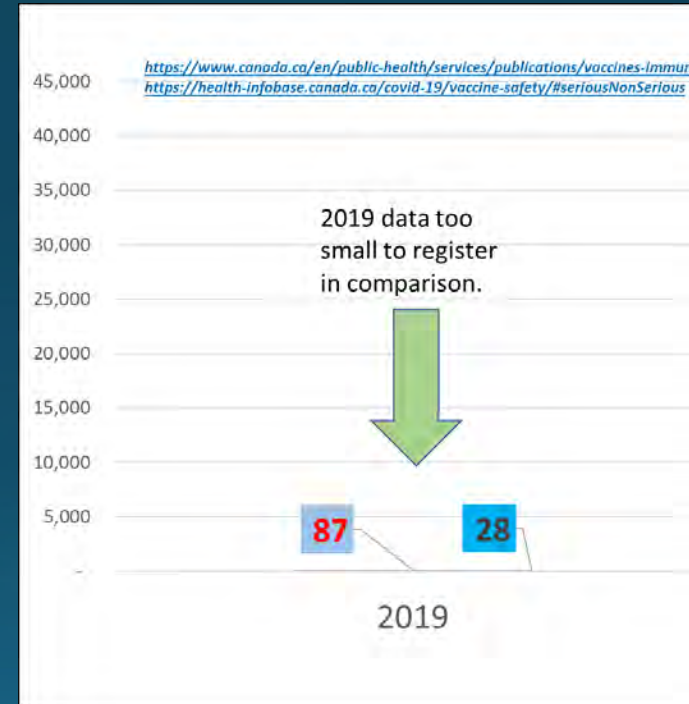 https://www.canada.ca/en/public-health/services/publications/vaccines-immun
https://health-infobase.canada.ca/covid-19/vaccine-safety/#seriousNonSerious
45,000
40,000
35,000
30,000
25,000
20,000
15,000
10,000
5,000
-
2019 data too
small to register
in comparison.
87 28
2019